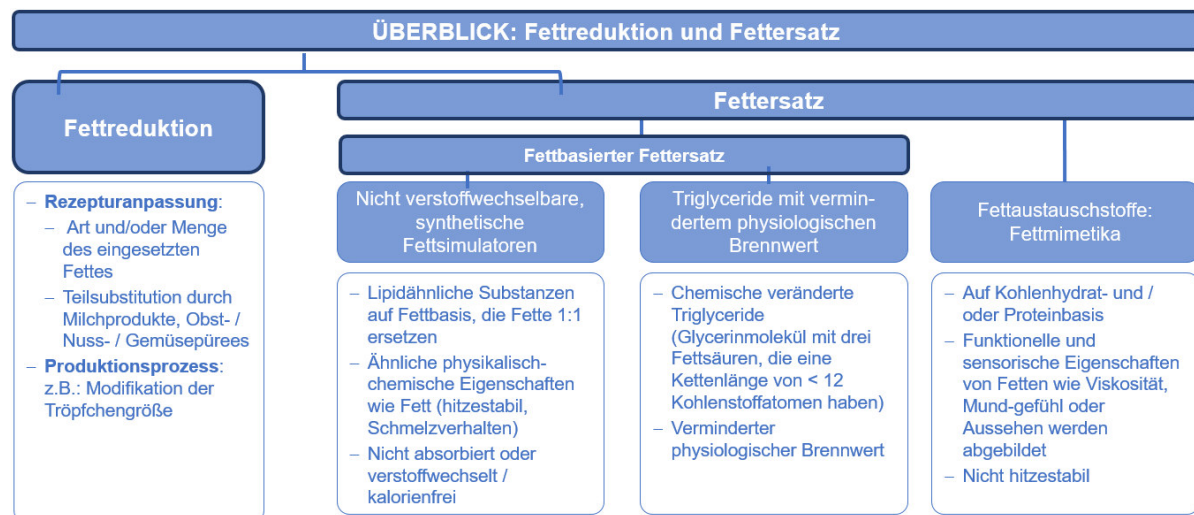 ÜBERBLICK: Fettreduktion und Fettersatz
Fettreduktion
– Rezepturanpassung:
– Art und/oder Menge
des eingesetzten
Fettes
– Teilsubstitution durch
Milchprodukte, Obst- /
Nuss- / Gemüsepürees
– Produktionsprozess:
z.B.: Modifikation der
Tröpfchengröße
Fettersatz
Fettbasierter Fettersatz
Nicht verstoffwechselbare,
synthetische
Fettsimulatoren
– Lipidähnliche Substanzen
auf Fettbasis, die Fette 1:1
ersetzen
– Ähnliche physikalisch-
chemische Eigenschaften
wie Fett (hitzestabil,
Schmelzverhalten)
– Nicht absorbiert oder
verstoffwechselt /
kalorienfrei
Triglyceride mit vermin-
dertem physiologischen
Brennwert
– Chemische veränderte
Triglyceride
(Glycerinmolekül mit drei
Fettsäuren, die eine
Kettenlänge von < 12
Kohlenstoffatomen haben)
– Verminderter
physiologischer Brennwert
Fettaustauschstoffe:
Fettmimetika
– Auf Kohlenhydrat- und /
oder Proteinbasis
– Funktionelle und
sensorische Eigenschaften
von Fetten wie Viskosität,
Mund-gefühl oder
Aussehen werden
abgebildet
– Nicht hitzestabil